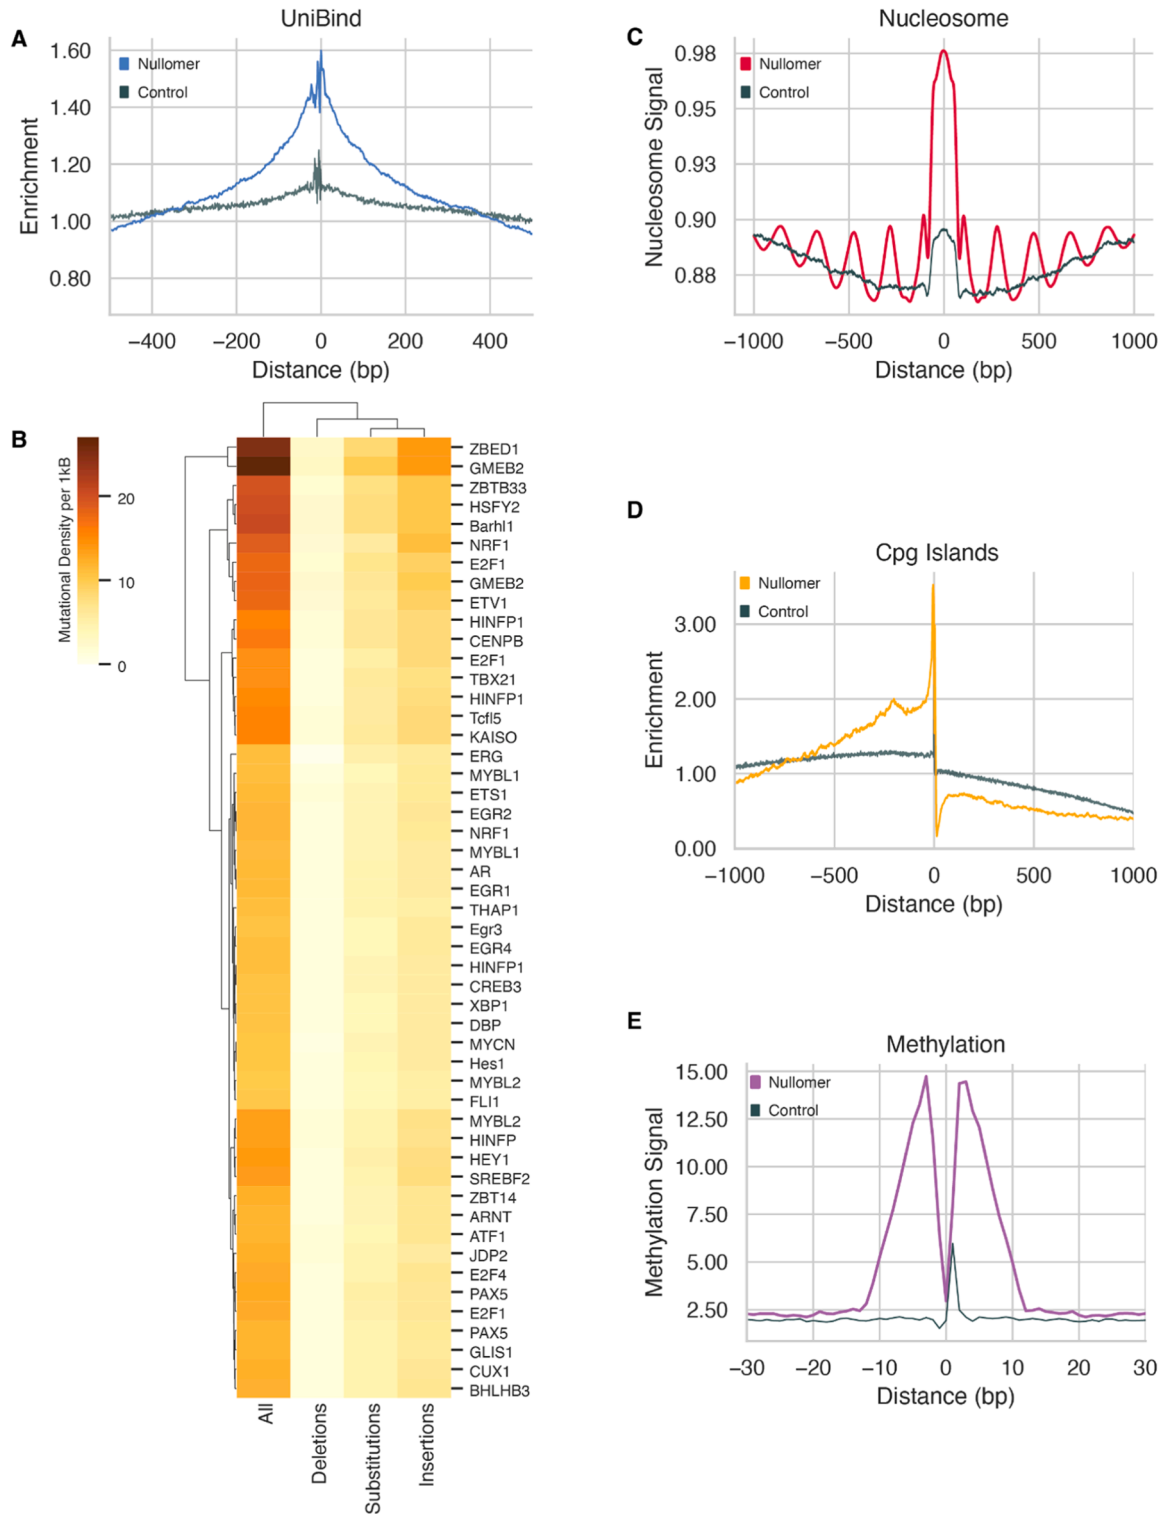 A
UniBind
Nullomer
Control
1.60
1.40
1.20
1.00
0.80
Enrichment
−400
−200
0
200
400
Distance (bp)
C
Nucleosome
Nullomer
Control
0.98
0.95
0.93
0.90
0.88
Nucleosome Signal
−1000
−500
0
500
1000
Distance (bp)
B
Mutational Density per 1kB
20
10
0
ZBED1
GMEB2
ZBTB33
HSFY2
Barhl1
NRF1
E2F1
GMEB2
ETV1
HINFP1
CENPB
E2F1
TBX21
HINFP1
Tcfl5
KAISO
ERG
MYBL1
ETS1
EGR2
NRF1
MYBL1
AR
EGR1
THAP1
Egr3
EGR4
HINFP1
CREB3
XBP1
DBP
MYCN
Hes1
MYBL2
FLI1
MYBL2
HINFP
HEY1
SREBF2
ZBT14
ARNT
ATF1
JDP2
E2F4
PAX5
E2F1
PAX5
GLIS1
CUX1
BHLHB3
All
Deletions
Substitutions
Insertions
D
Cpg Islands
Nullomer
Control
3.00
2.00
1.00
0.00
Enrichment
−1000
−500
0
500
1000
Distance (bp)
E
Methylation
Nullomer
Control
15.00
12.50
10.00
7.50
5.00
2.50
Methylation Signal
−30
−20
−10
0
10
20
30
Distance (bp)